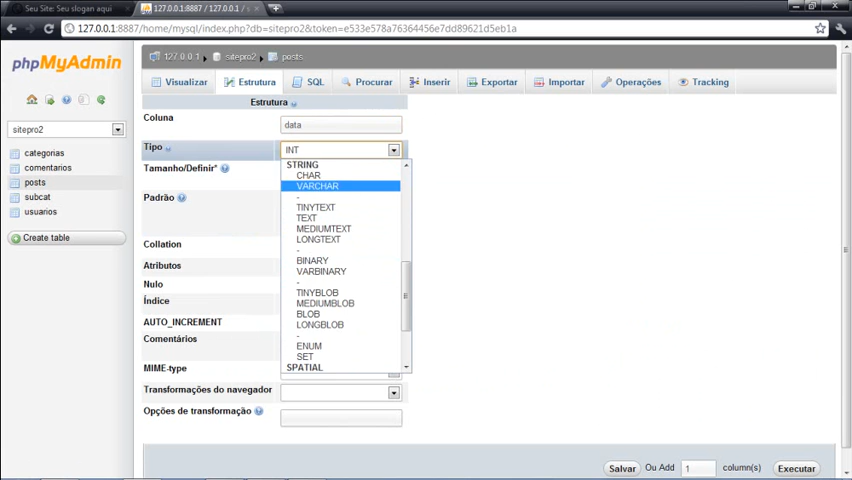 Seu Site: Seu slogan aqui
127.0.0.1:8887 / 127.0.0.1 / s
127.0.0.1:8887/home/mysql/index.php?db=sitepro2&token=e533e578a76364456e7dd89621d5eb1a
phpMyAdmin
127.0.0.1 sitepro2 posts
Visualizar Estrutura SQL Procurar Inserir Exportar Importar Operações Tracking
sitepro2
categorias
comentarios
posts
subcat
usuarios
Create table
Estrutura
Coluna data
Tipo INT
Tamanho/Definir*
Padrão
Collation
Atributos
Nulo
Índice
AUTO_INCREMENT
Comentários
MIME-type
Transformações do navegador
Opções de transformação
STRING
CHAR
VARCHAR
-
TINYTEXT
TEXT
MEDIUMTEXT
LONGTEXT
-
BINARY
VARBINARY
-
TINYBLOB
MEDIUMBLOB
BLOB
LONGBLOB
-
ENUM
SET
SPATIAL
Salvar Ou Add 1 column(s) Executar